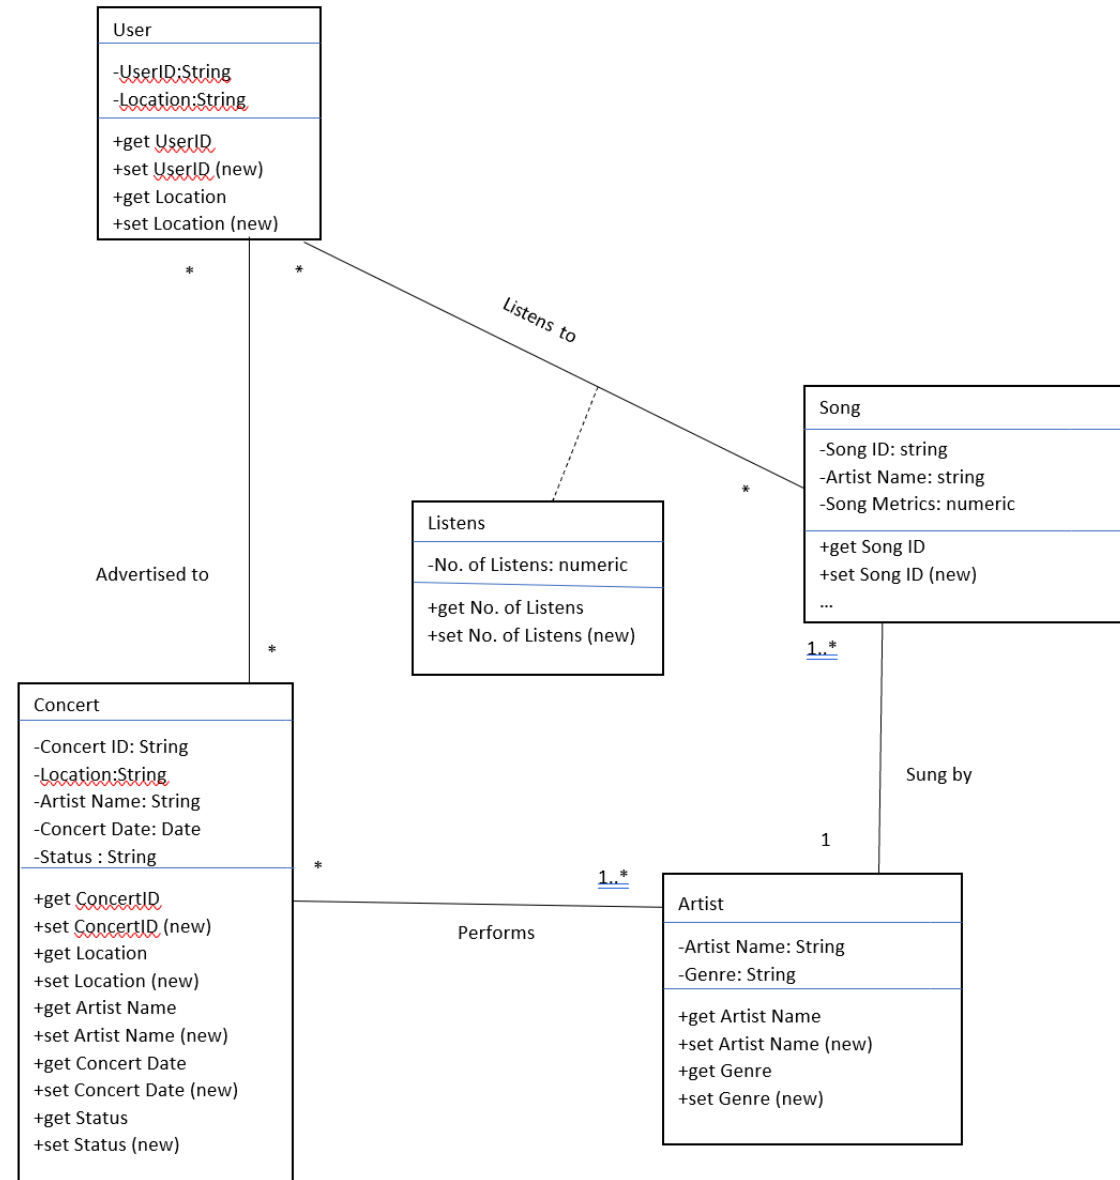 User
-UserID:String
-Location:String
+get UserID
+set UserID (new)
+get Location
+set Location (new)
*
*
Listens to
Song
-Song ID: string
-Artist Name: string
-Song Metrics: numeric
+get Song ID
+set Song ID (new)
...
*
Listens
-No. of Listens: numeric
+get No. of Listens
+set No. of Listens (new)
Advertised to
*
1..*
Sung by
1
Concert
-Concert ID: String
-Location:String
-Artist Name: String
-Concert Date: Date
-Status : String
+get ConcertID
+set ConcertID (new)
+get Location
+set Location (new)
+get Artist Name
+set Artist Name (new)
+get Concert Date
+set Concert Date (new)
+get Status
+set Status (new)
*
1..*
Performs
Artist
-Artist Name: String
-Genre: String
+get Artist Name
+set Artist Name (new)
+get Genre
+set Genre (new)